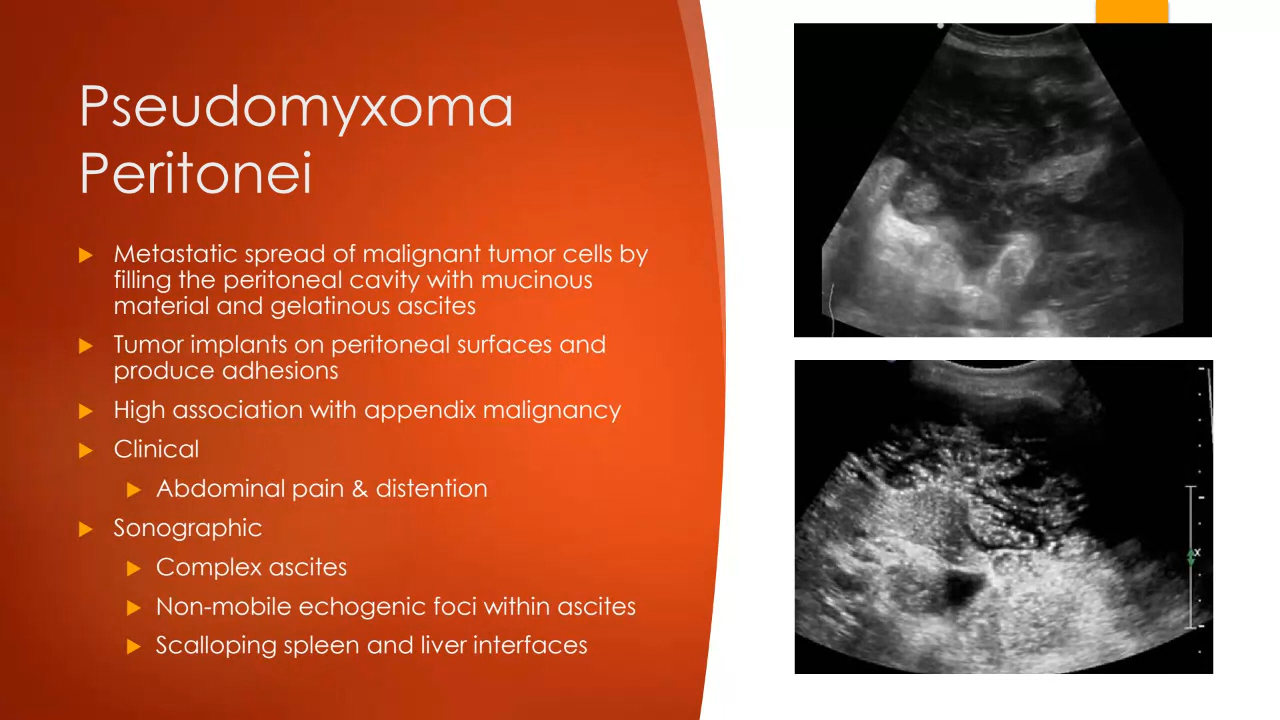 Pseudomyxoma
Peritonei
Metastatic spread of malignant tumor cells by
filling the peritoneal cavity with mucinous
material and gelatinous ascites
Tumor implants on peritoneal surfaces and
produce adhesions
High association with appendix malignancy
Clinical
Abdominal pain & distention
Sonographic
Complex ascites
Non-mobile echogenic foci within ascites
Scalloping spleen and liver interfaces
x